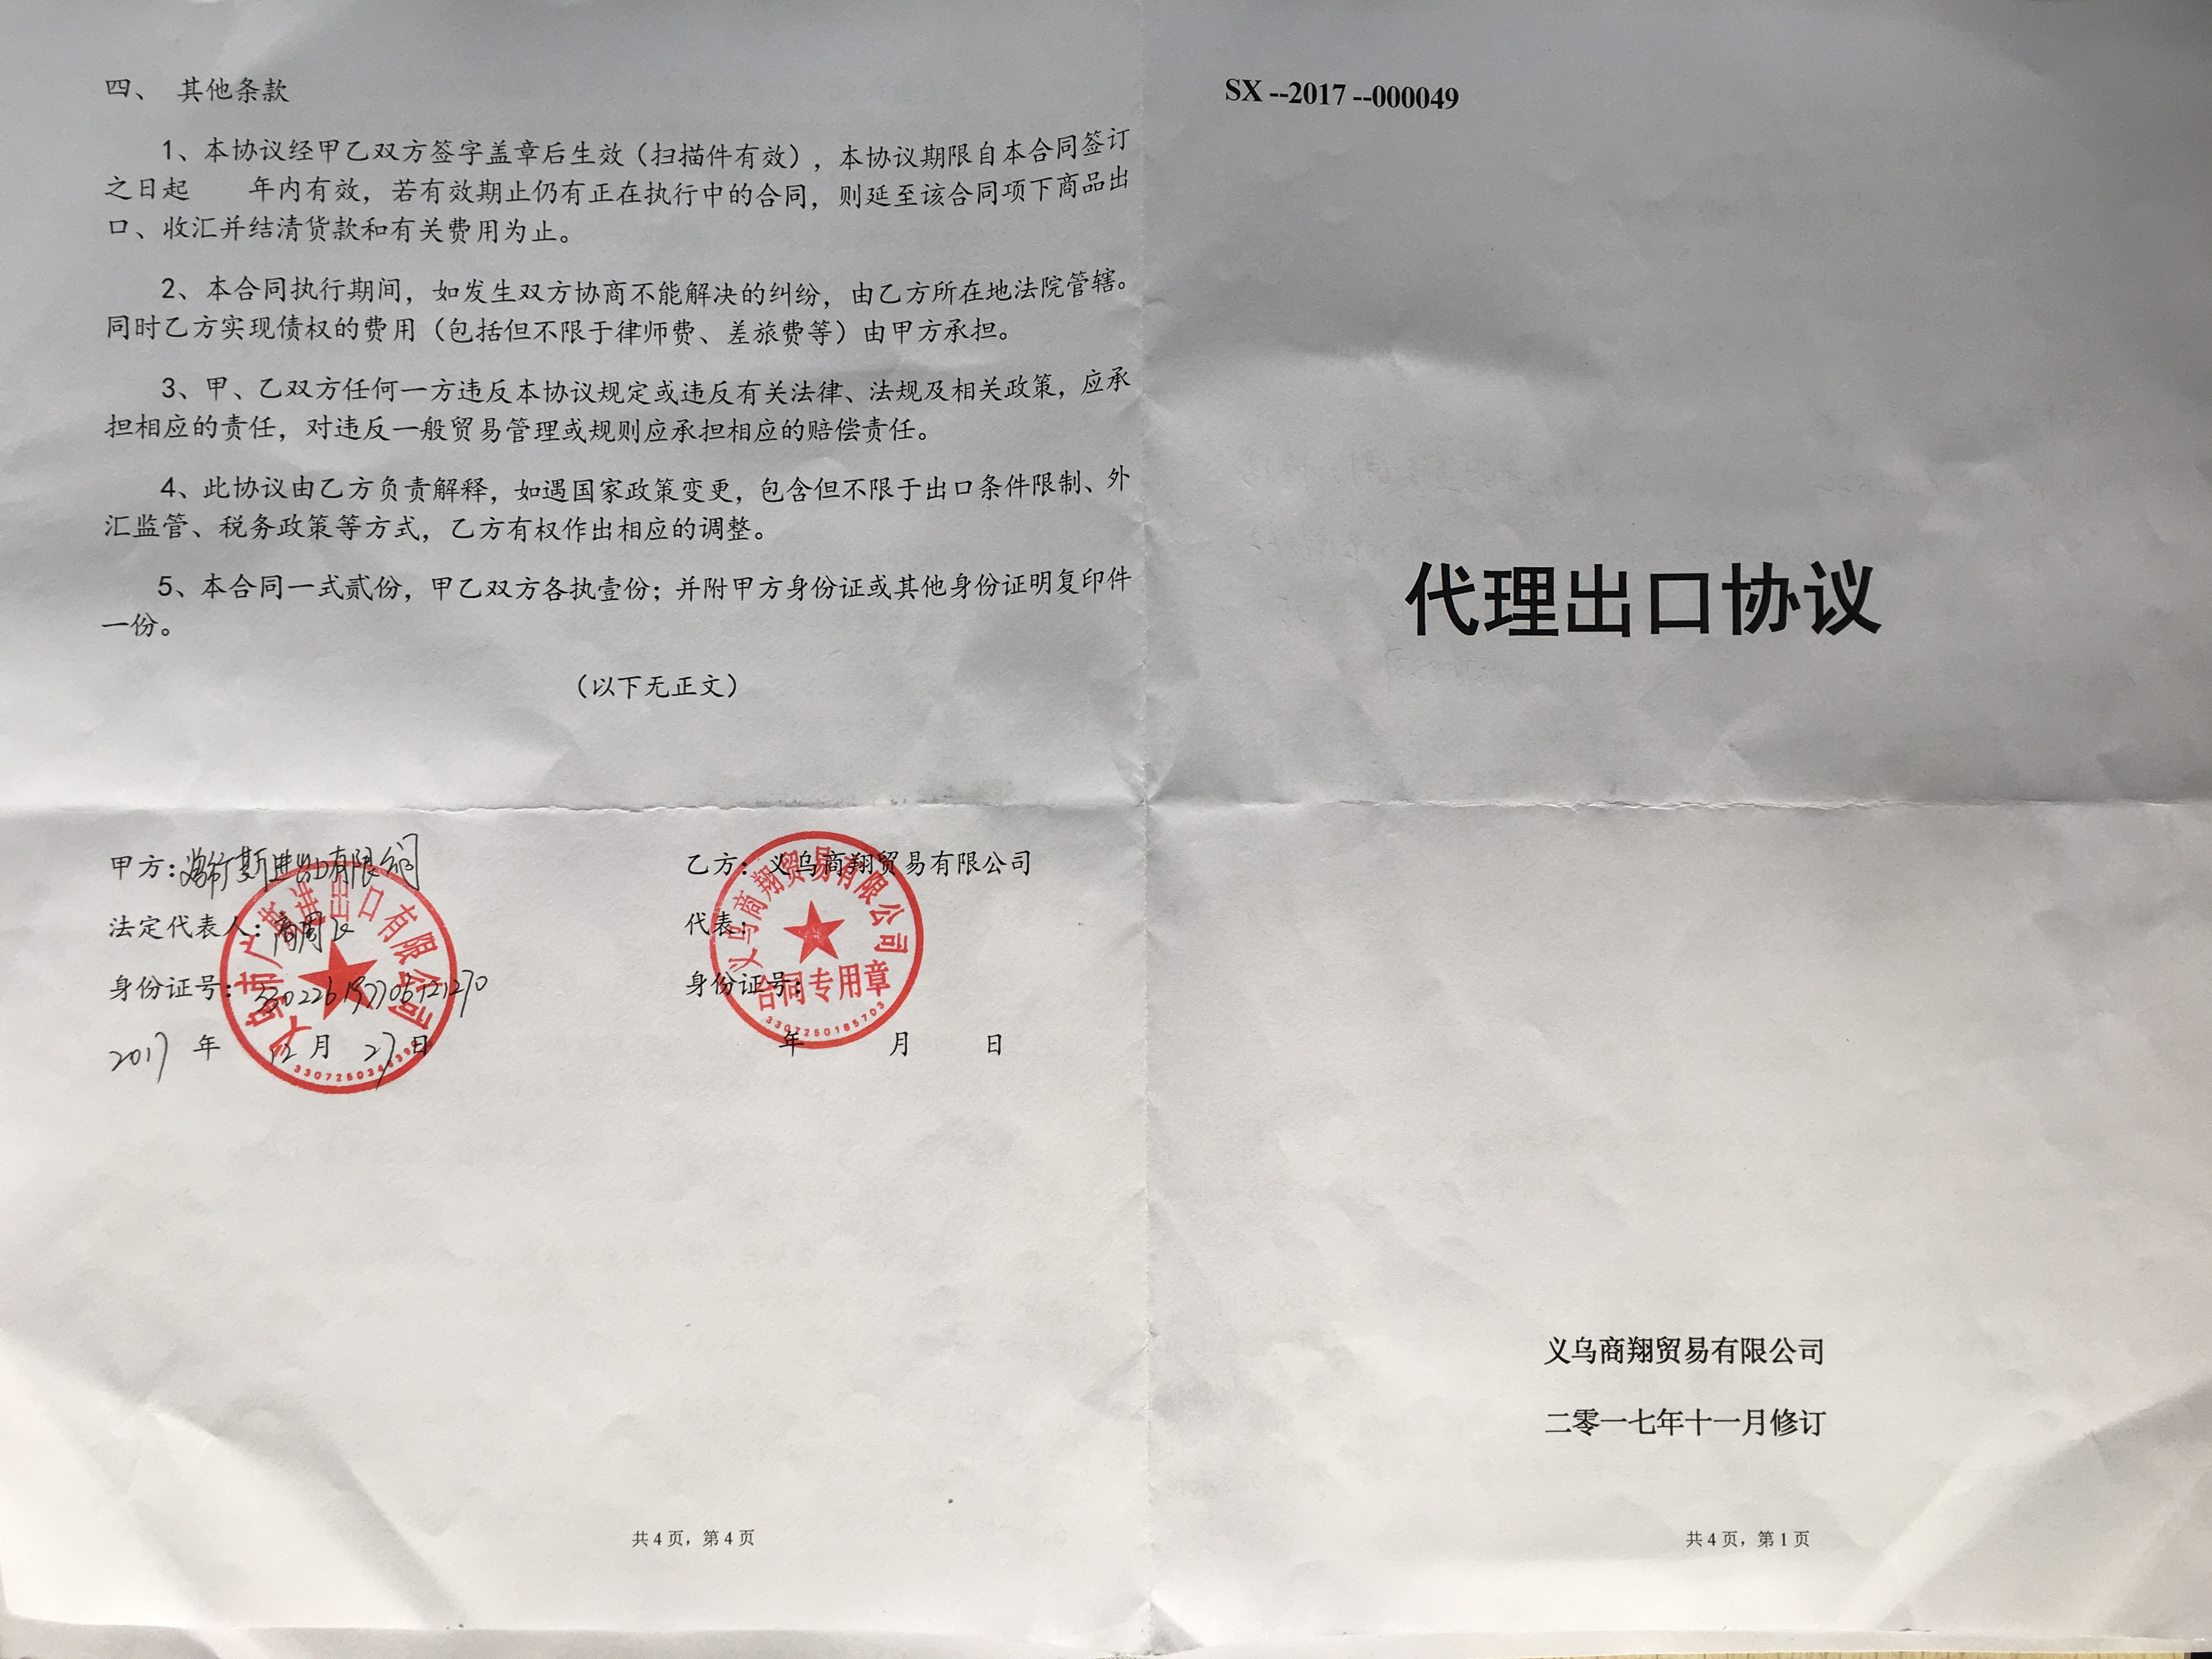 四、 其他条款
1、本协议经甲乙双方签字盖章后生效（扫描件有效），本协议期限自本合同签订
之日起 年内有效，若有效期止仍有正在执行中的合同，则延至该合同项下商品出
口、收汇并结清货款和有关费用为止。
2、本合同执行期间，如发生双方协商不能解决的纠纷，由乙方所在地法院管辖。
同时乙方实现债权的费用（包括但不限于律师费、差旅费等）由甲方承担。
3、甲、乙双方任何一方违反本协议规定或违反有关法律、法规及相关政策，应承
担相应的责任，对违反一般贸易管理或规则应承担相应的赔偿责任。
4、此协议由乙方负责解释，如遇国家政策变更，包含但不限于出口条件限制、外
汇监管、税务政策等方式，乙方有权作出相应的调整。
5、本合同一式贰份，甲乙双方各执壹份；并附甲方身份证或其他身份证明复印件
一份。
（以下无正文）
甲方： 进出口有限公司
法定代表人：
身份证号：
2017 年 12 月 27 日
义乌市 进出口有限公司
乙方：义乌商翔贸易有限公司
代表：
身份证号：
年 月 日
义乌商翔贸易有限公司
合同专用章
3307250165703
共 4 页，第 4 页
SX --2017 --000049
代理出口协议
义乌商翔贸易有限公司
二零一七年十一月修订
共 4 页，第 1 页